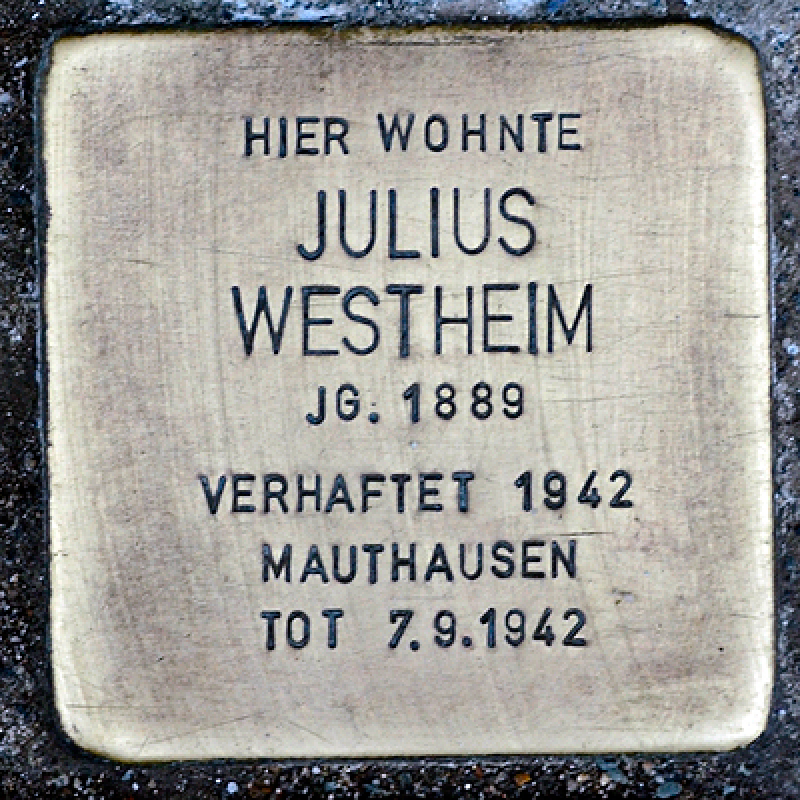 HIER WOHNTE
JULIUS
WESTHEIM
JG. 1889
VERHAFTET 1942
MAUTHAUSEN
TOT 7.9.1942